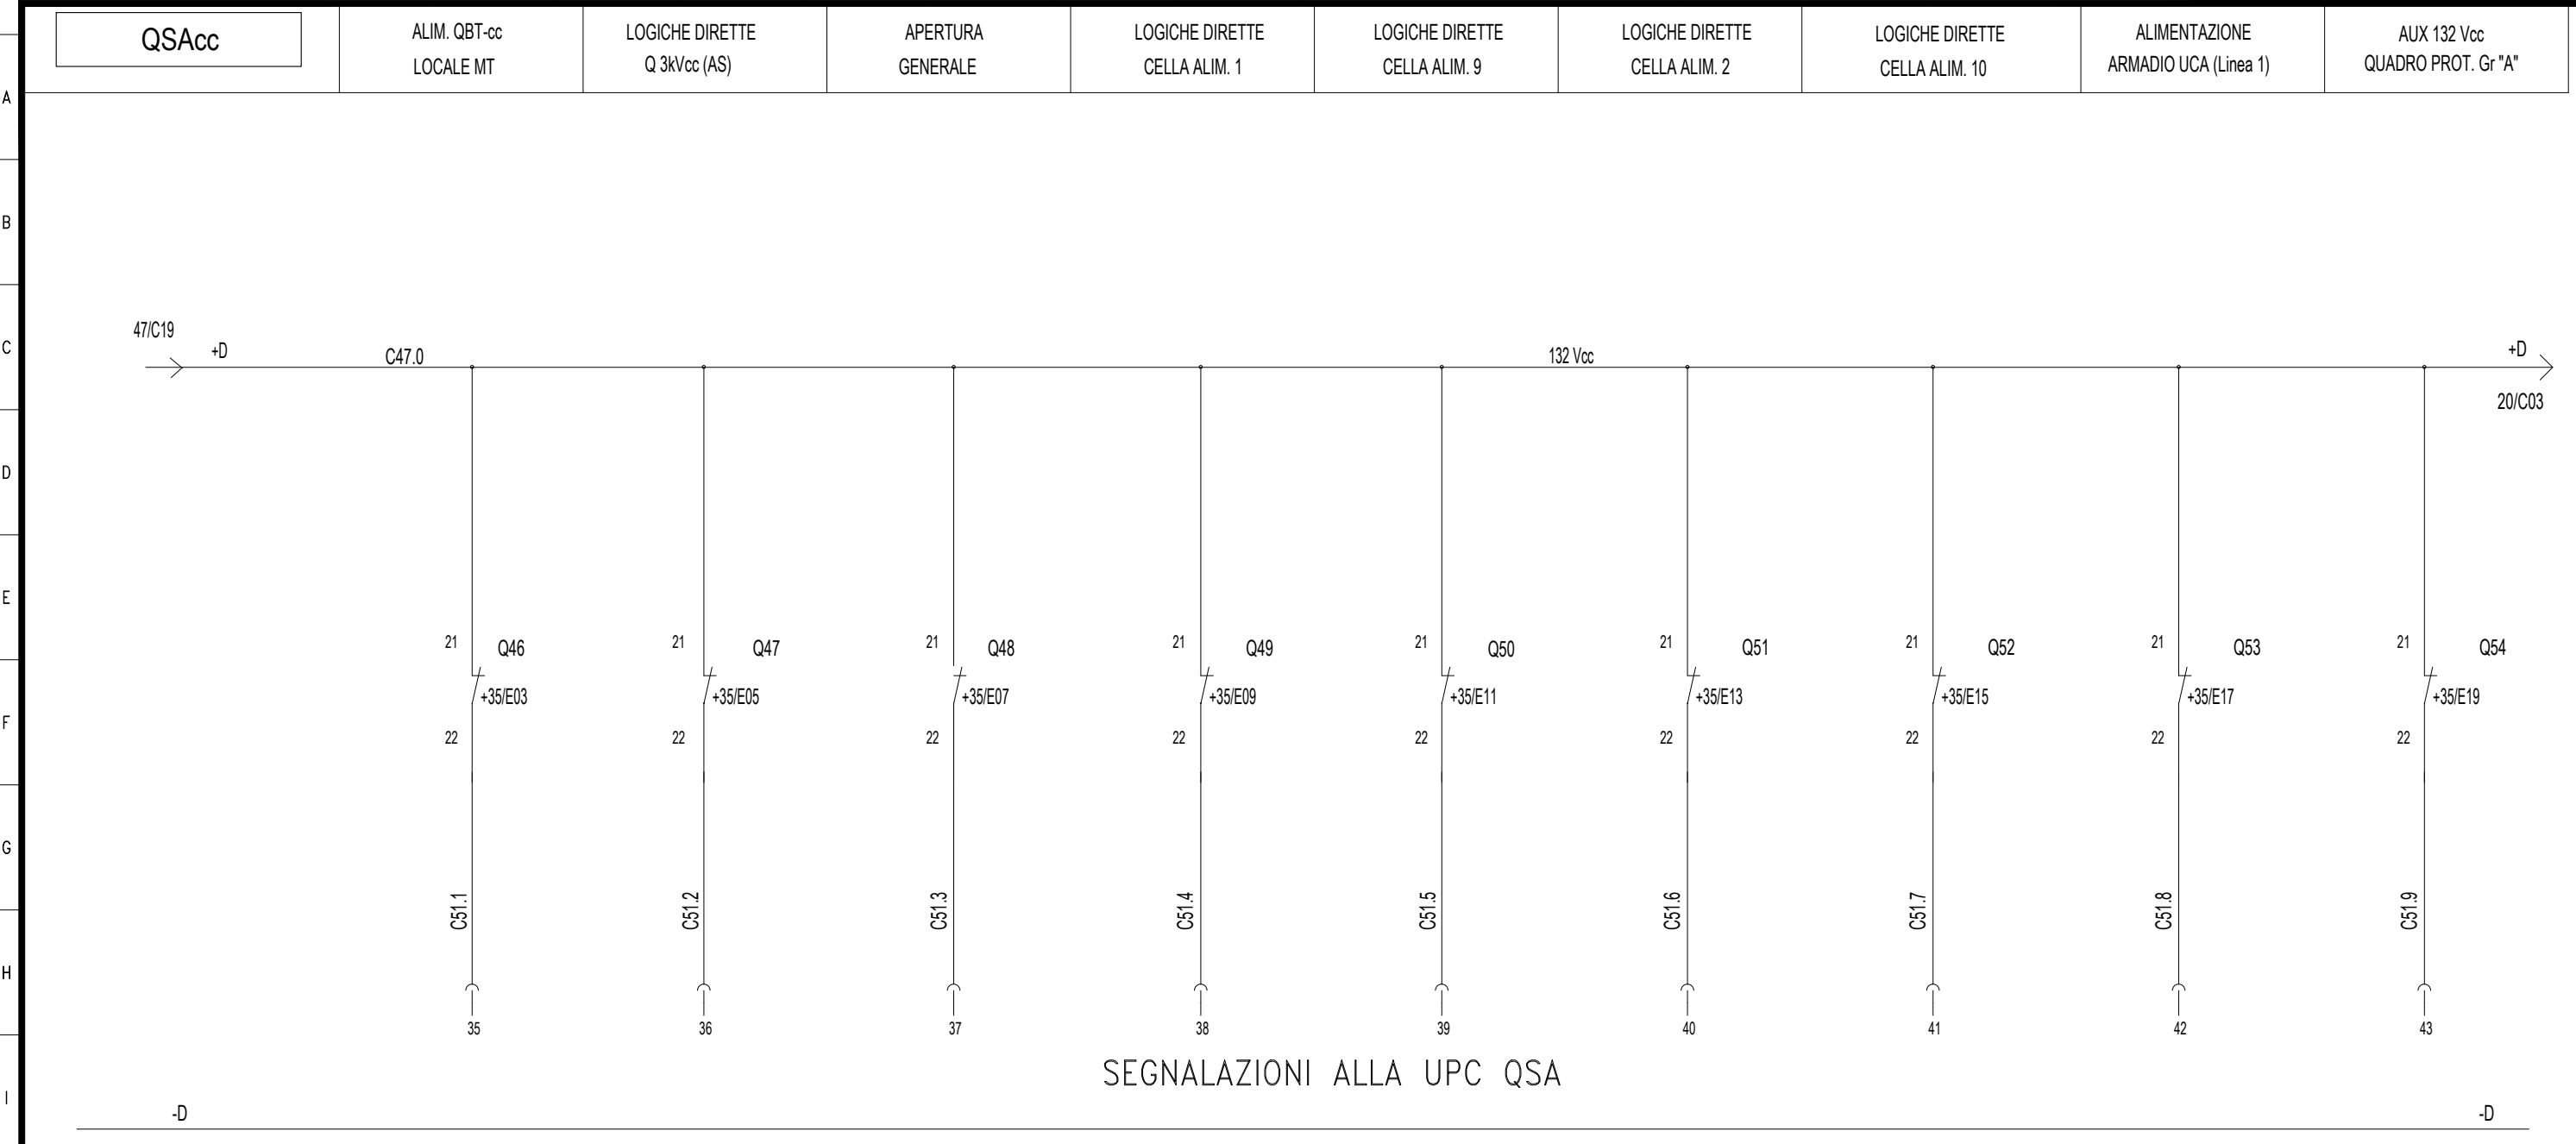 QSAcc
ALIM. QBT-cc
LOCALE MT
LOGICHE DIRETTE
Q 3kVcc (AS)
APERTURA
GENERALE
LOGICHE DIRETTE
CELLA ALIM. 1
LOGICHE DIRETTE
CELLA ALIM. 9
LOGICHE DIRETTE
CELLA ALIM. 2
LOGICHE DIRETTE
CELLA ALIM. 10
ALIMENTAZIONE
ARMADIO UCA (Linea 1)
AUX 132 Vcc
QUADRO PROT. Gr "A"
A
B
C
D
E
F
G
H
I
47/C19
+D
C47.0
132 Vcc
+D
20/C03
21
Q46
+35/E03
22
C51.1
35
21
Q47
+35/E05
22
C51.2
36
21
Q48
+35/E07
22
C51.3
37
21
Q49
+35/E09
22
C51.4
38
21
Q50
+35/E11
22
C51.5
39
21
Q51
+35/E13
22
C51.6
40
21
Q52
+35/E15
22
C51.7
41
21
Q53
+35/E17
22
C51.8
42
21
Q54
+35/E19
22
C51.9
43
SEGNALAZIONI ALLA UPC QSA
-D
-D